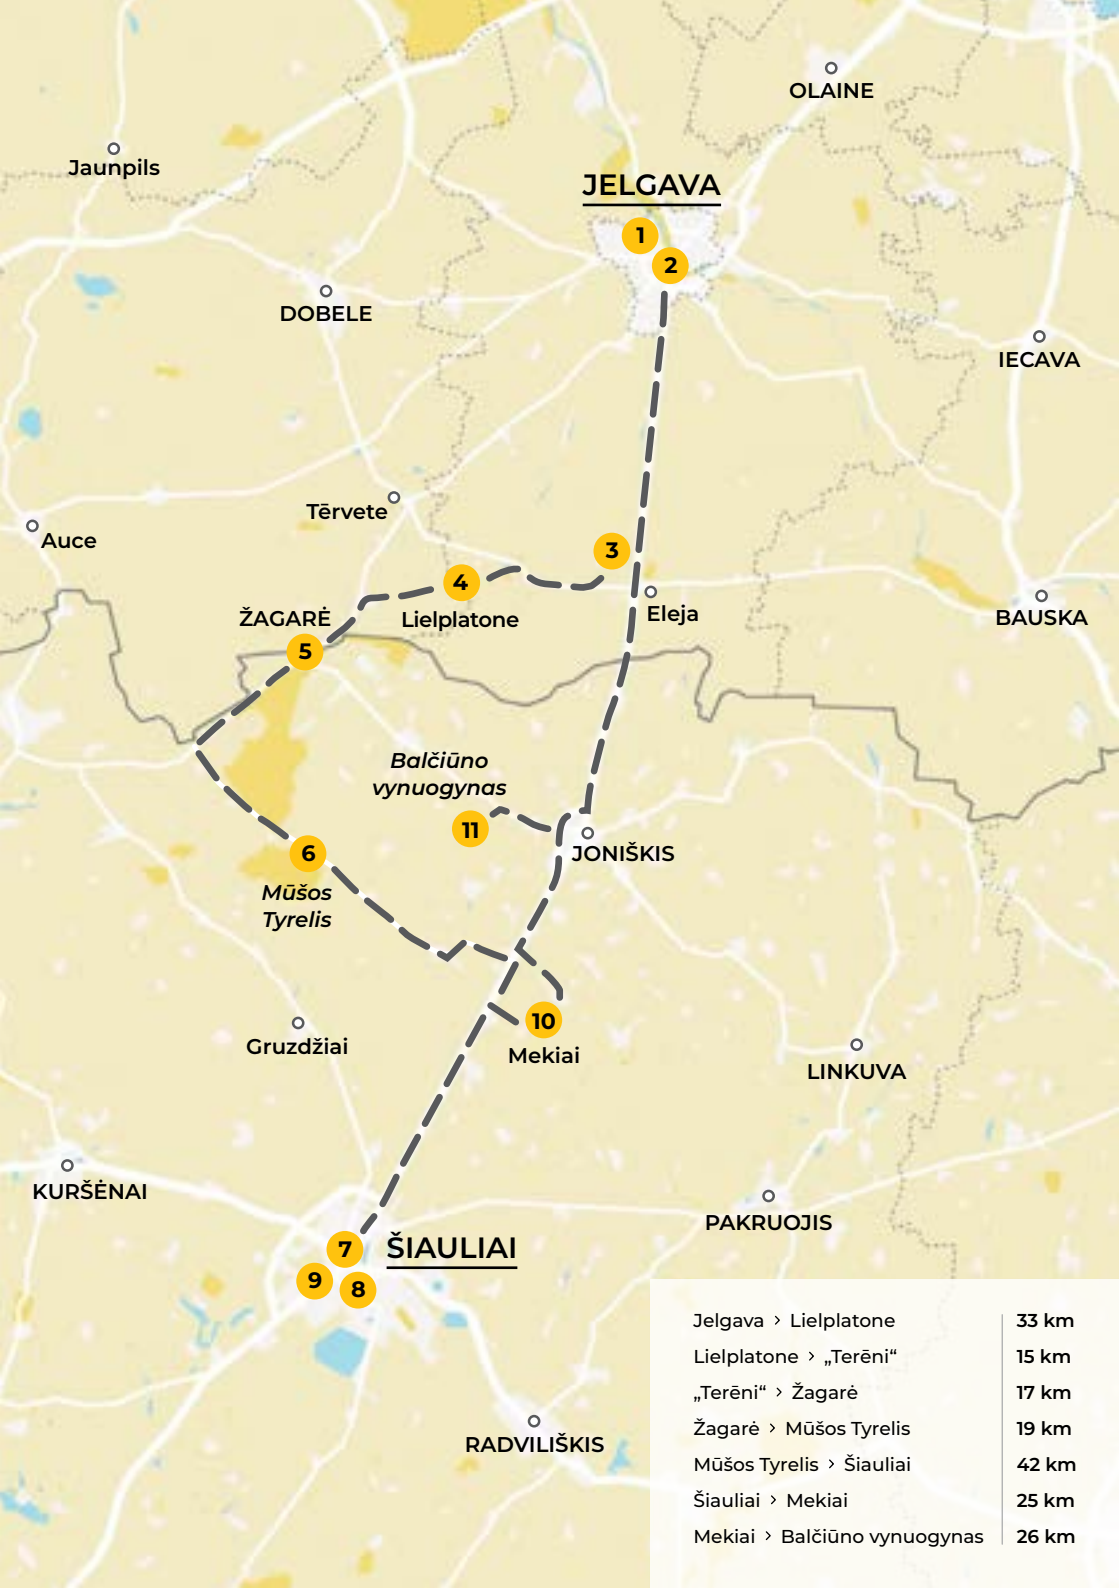 OLAINE
Jaunpils
JELGAVA
1
2
DOBELE
IECAVA
Tērvete
Auce
3
4
Lielplatone
Eleja
BAUSKA
ŽAGARĖ
5
Balčiūno
vynuogynas
11
JONIŠKIS
6
Mūšos
Tyrelis
10
Mekiai
Gruzdžiai
LINKUVA
KURŠĖNAI
PAKRUOJIS
7
ŠIAULIAI
9
8
RADVILIŠKIS
Jelgava › Lielplatone 33 km
Lielplatone › „Terēni“ 15 km
„Terēni“ › Žagarė 17 km
Žagarė › Mūšos Tyrelis 19 km
Mūšos Tyrelis › Šiauliai 42 km
Šiauliai › Mekiai 25 km
Mekiai › Balčiūno vynuogynas 26 km